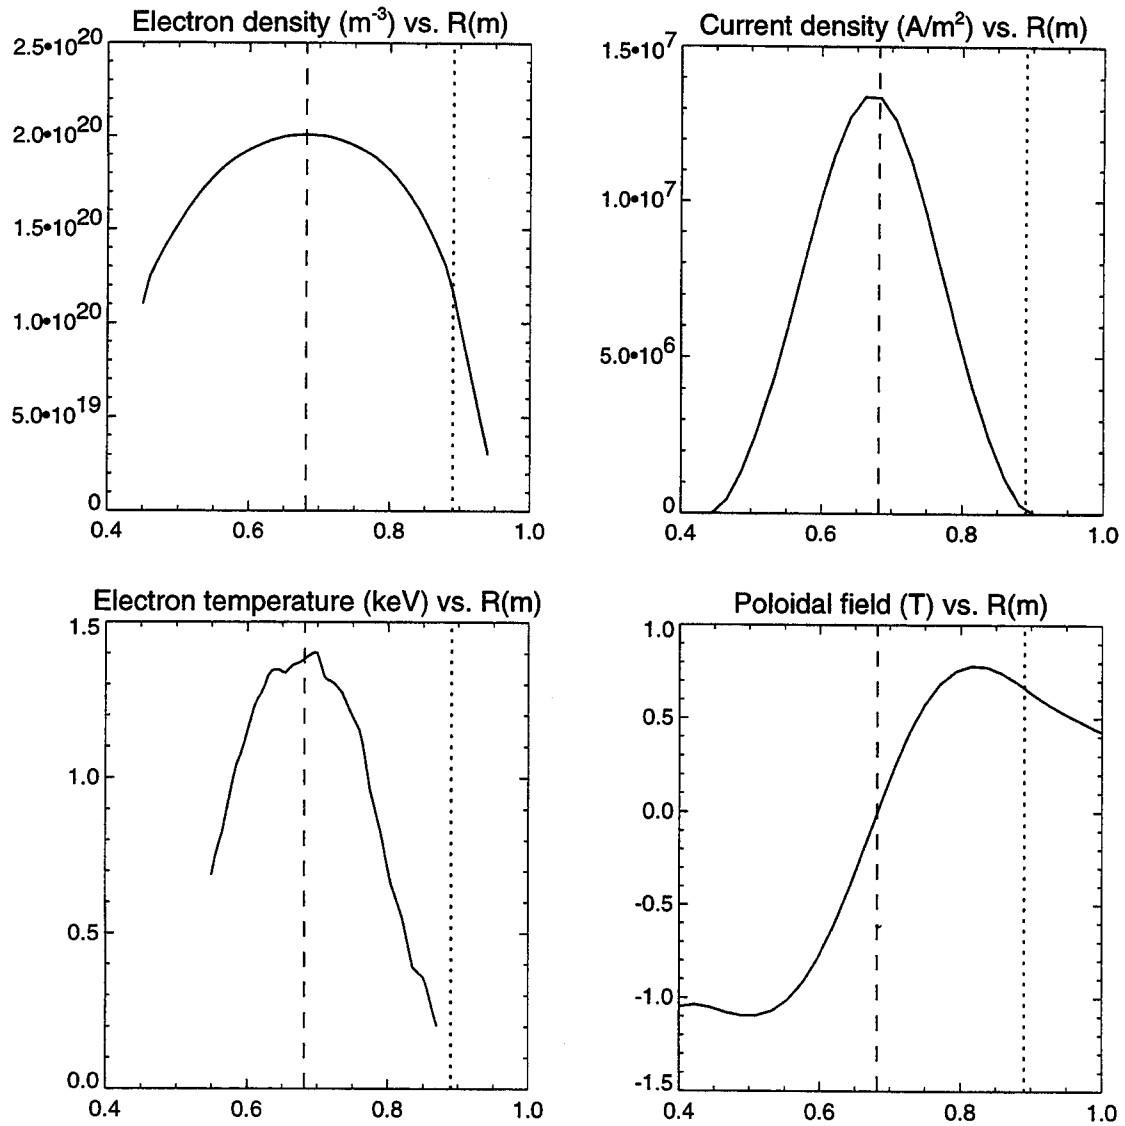 Electron density (m⁻³) vs. R(m)
2.5•10²⁰
2.0•10²⁰
1.5•10²⁰
1.0•10²⁰
5.0•10¹⁹
0
0.4 0.6 0.8 1.0
Current density (A/m²) vs. R(m)
1.5•10⁷
1.0•10⁷
5.0•10⁶
0
0.4 0.6 0.8 1.0
Electron temperature (keV) vs. R(m)
1.5
1.0
0.5
0.0
0.4 0.6 0.8 1.0
Poloidal field (T) vs. R(m)
1.0
0.5
0.0
-0.5
-1.0
-1.5
0.4 0.6 0.8 1.0